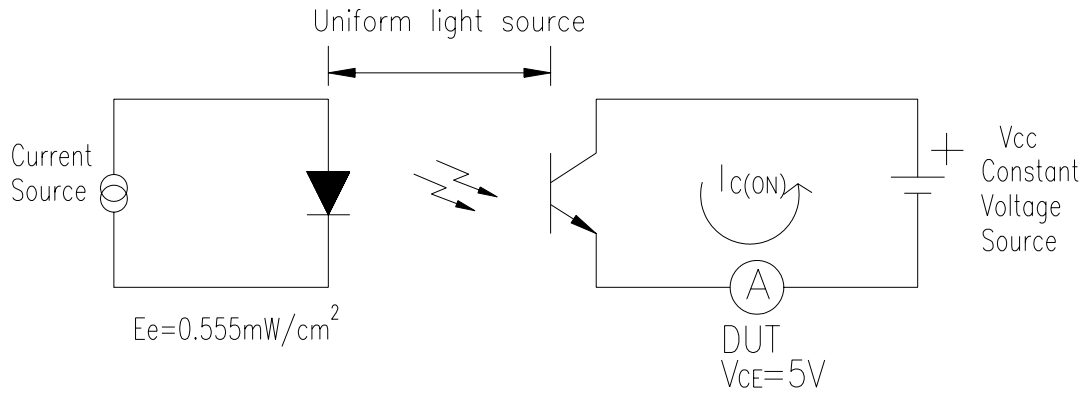 Uniform light source
Current
Source
Ee=0.555mW/cm²
IC(ON)
A
DUT
VCE=5V
+
Vcc
Constant
Voltage
Source